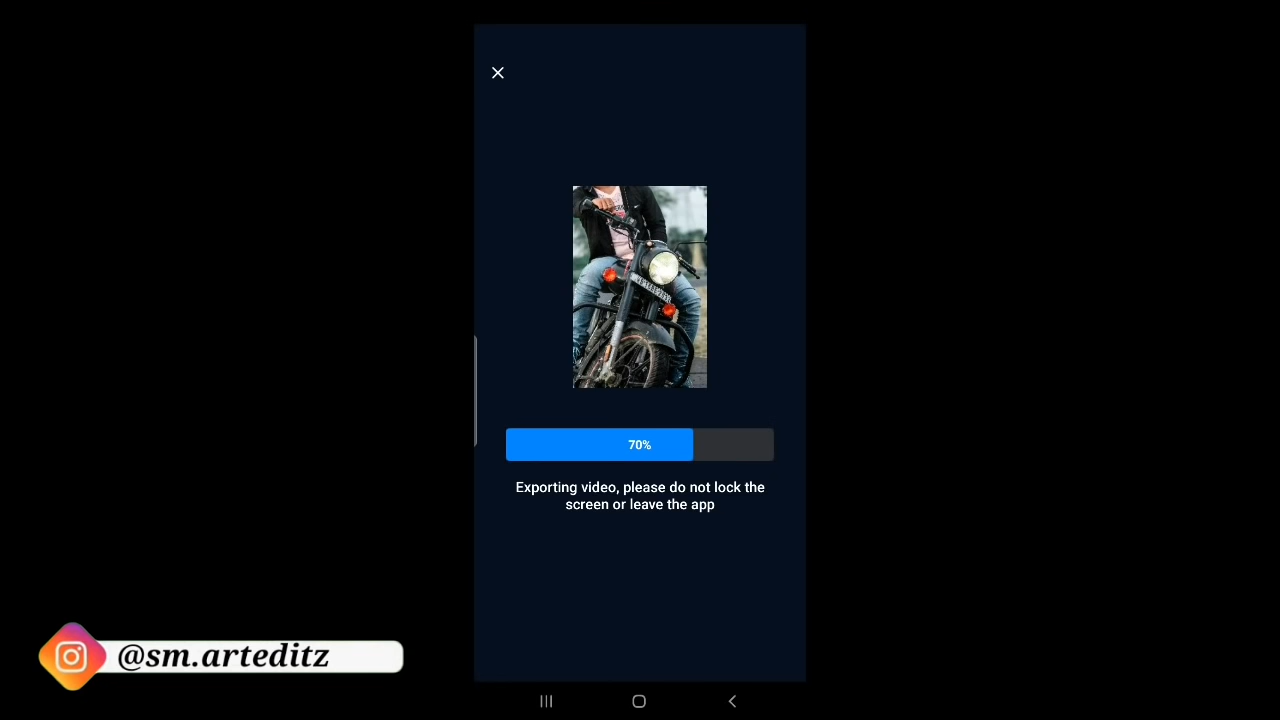 70%
Exporting video, please do not lock the
screen or leave the app
@sm.arteditz